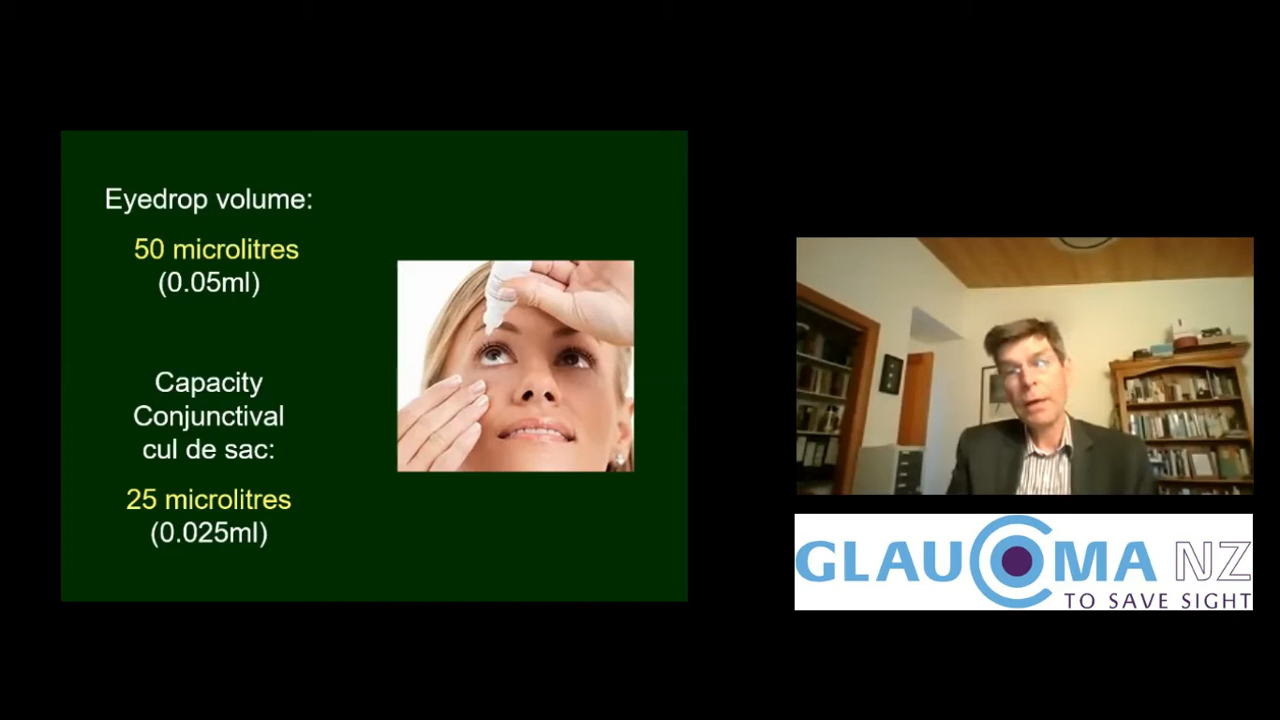 Eyedrop volume:
50 microlitres
(0.05ml)
Capacity
Conjunctival
cul de sac:
25 microlitres
(0.025ml)
GLAUCOMA NZ
TO SAVE SIGHT